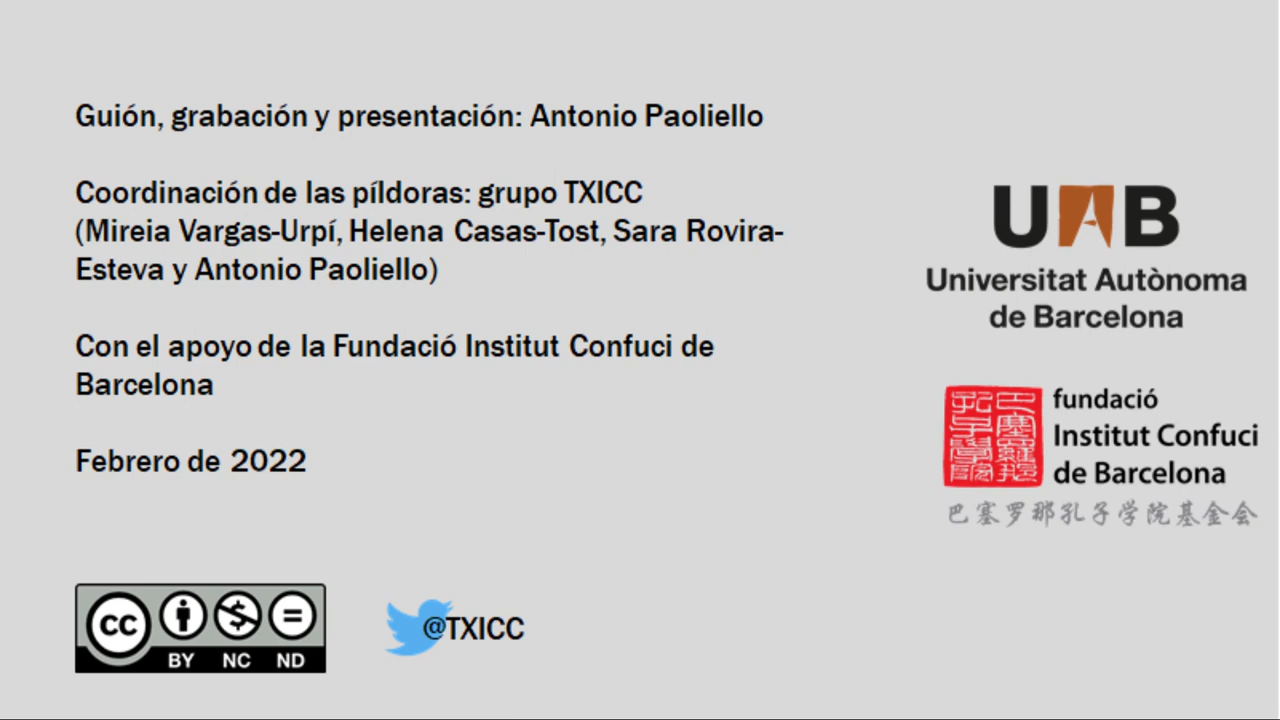 Guión, grabación y presentación: Antonio Paoliello
Coordinación de las píldoras: grupo TXICC
(Mireia Vargas-Urpí, Helena Casas-Tost, Sara Rovira-
Esteva y Antonio Paoliello)
Con el apoyo de la Fundació Institut Confuci de
Barcelona
Febrero de 2022
UAB
Universitat Autònoma
de Barcelona
fundació
Institut Confuci
de Barcelona
巴塞罗那孔子学院基金会
CC
BY NC ND
@TXICC